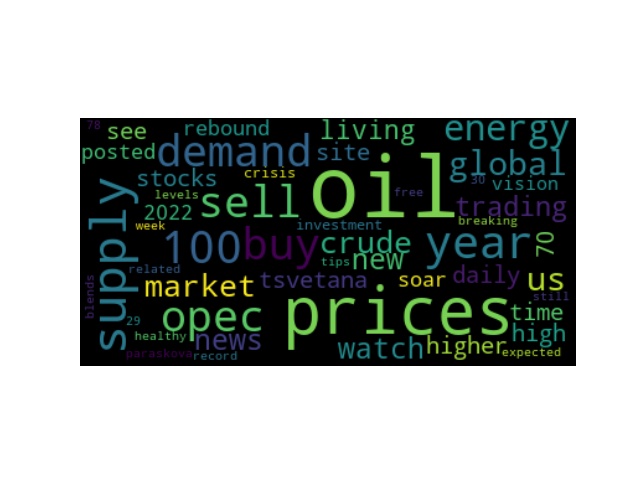 78 see rebound living energy
posted demand site oil global
stocks crisis 30 vision
levels 2022 sell free trading
week 100 buy investment breaking
supply crude year 70
related tips new
market tsvetana soar daily us
blends opec prices still
29 time
healthy news watch higher high
paraskova record expected